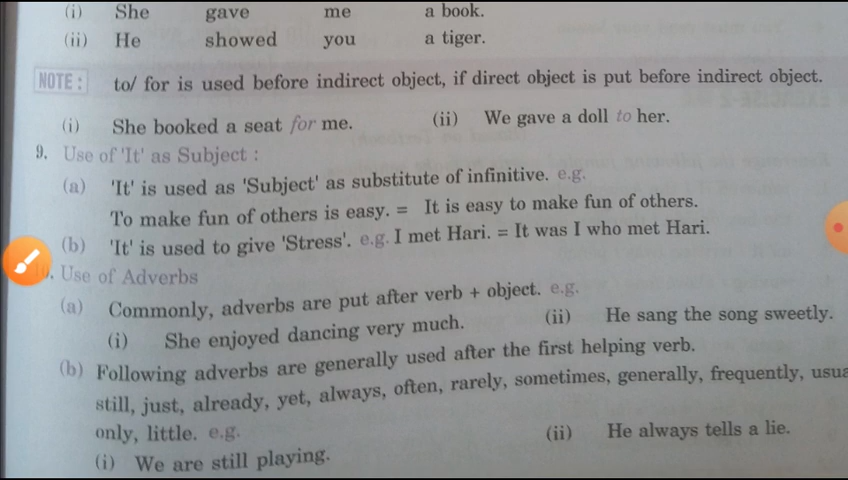 (i) She gave me a book.
(ii) He showed you a tiger.
NOTE : to/ for is used before indirect object, if direct object is put before indirect object.
(i) She booked a seat for me. (ii) We gave a doll to her.
9. Use of 'It' as Subject :
(a) 'It' is used as 'Subject' as substitute of infinitive. e.g.
To make fun of others is easy. = It is easy to make fun of others.
(b) 'It' is used to give 'Stress'. e.g. I met Hari. = It was I who met Hari.
Use of Adverbs
(a) Commonly, adverbs are put after verb + object. e.g.
(i) She enjoyed dancing very much. (ii) He sang the song sweetly.
(b) Following adverbs are generally used after the first helping verb.
still, just, already, yet, always, often, rarely, sometimes, generally, frequently,
only, little. e.g.
(i) We are still playing. (ii) He always tells a lie.